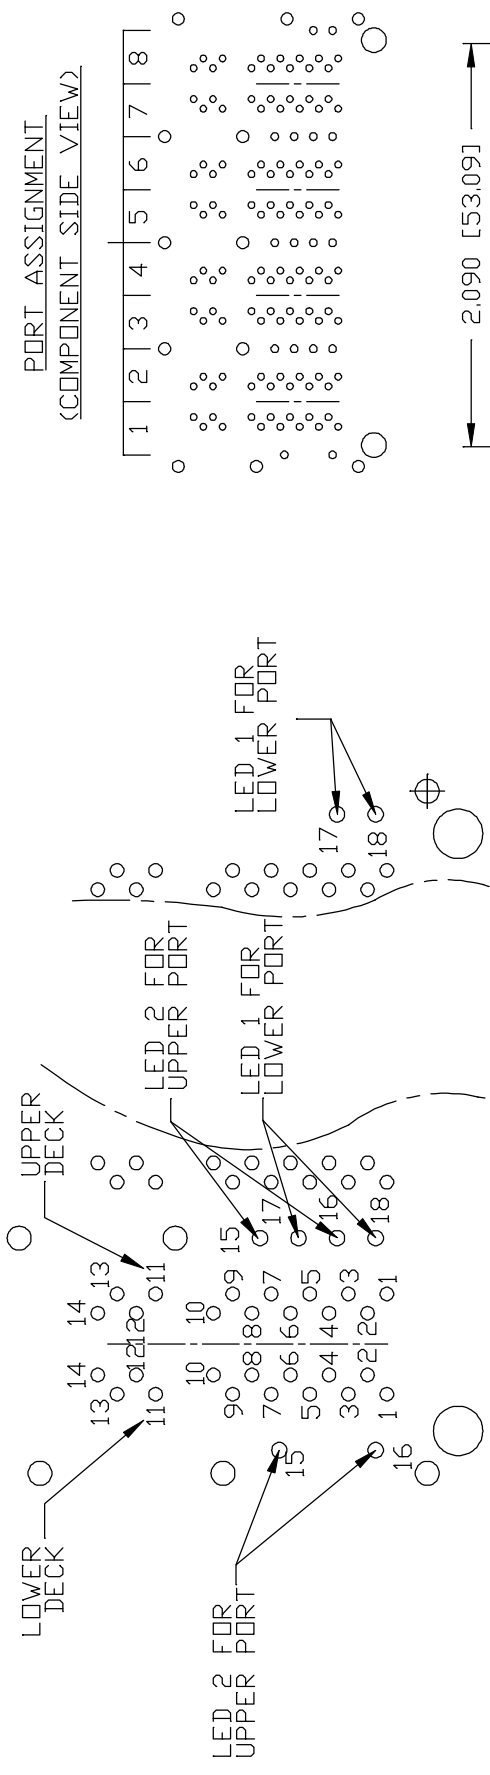 PORT ASSIGNMENT
(COMPONENT SIDE VIEW)
1 2 3 4 5 6 7 8
2.090 [53.09]
LOWER
DECK
UPPER
DECK
LED 2 FOR
UPPER PORT
LED 2 FOR
UPPER PORT
LED 1 FOR
LOWER PORT
LED 1 FOR
LOWER PORT
14 14
13 13
12 12
11 11
10 10
9 9
8 8
7 7
6 6
5 5
4 4
3 3
2 2
1 1
15
16
15
17
16
18
17
18